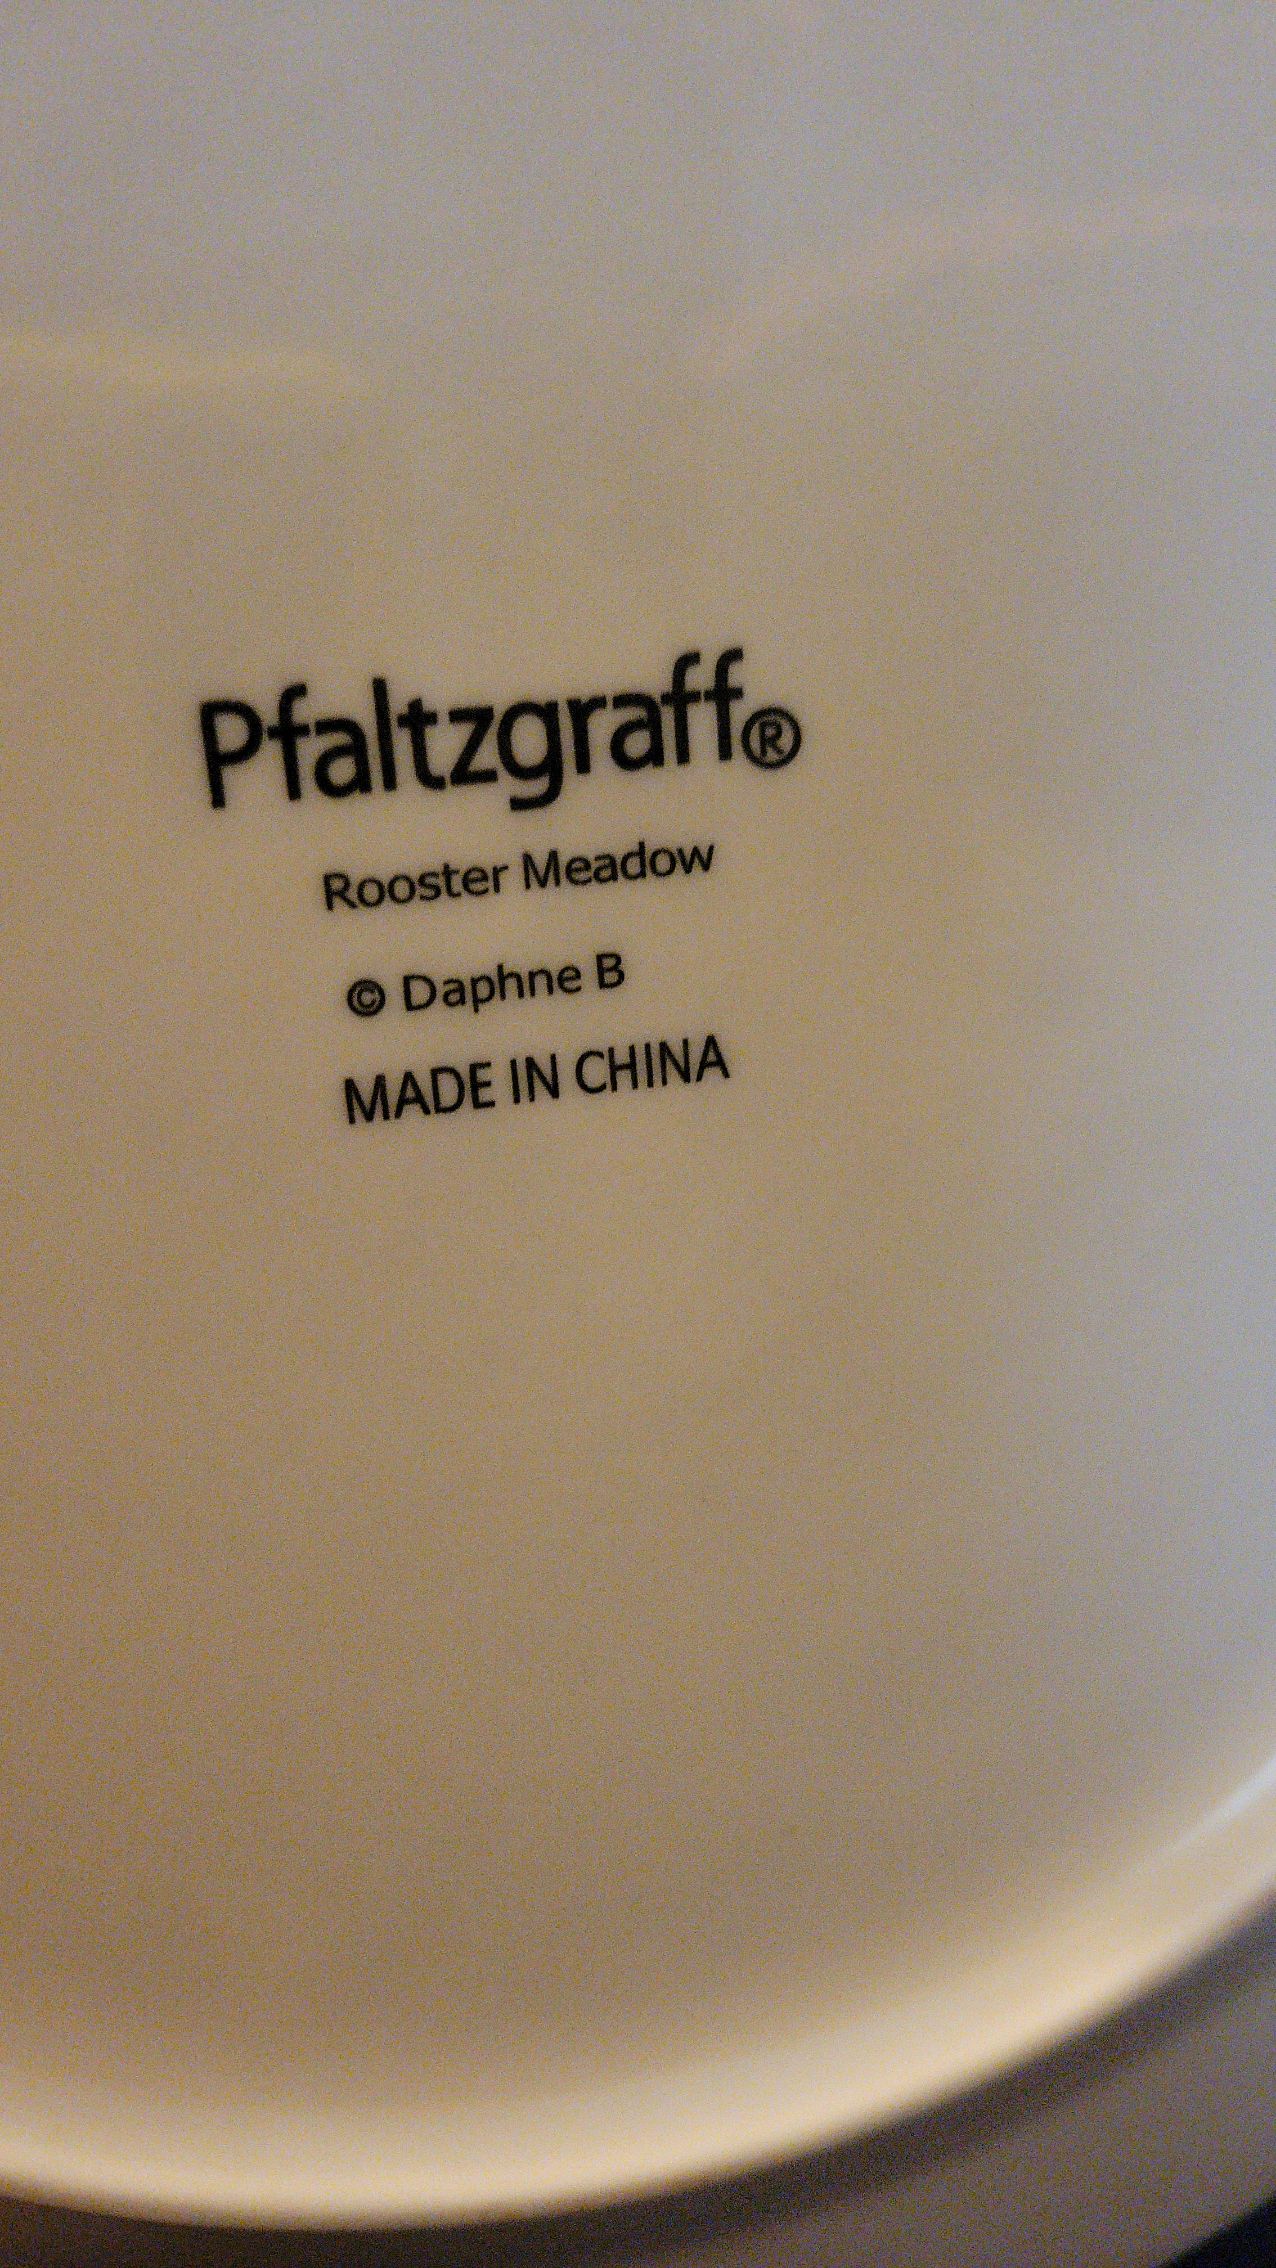 Pfaltzgraff®
Rooster Meadow
© Daphne B
MADE IN CHINA